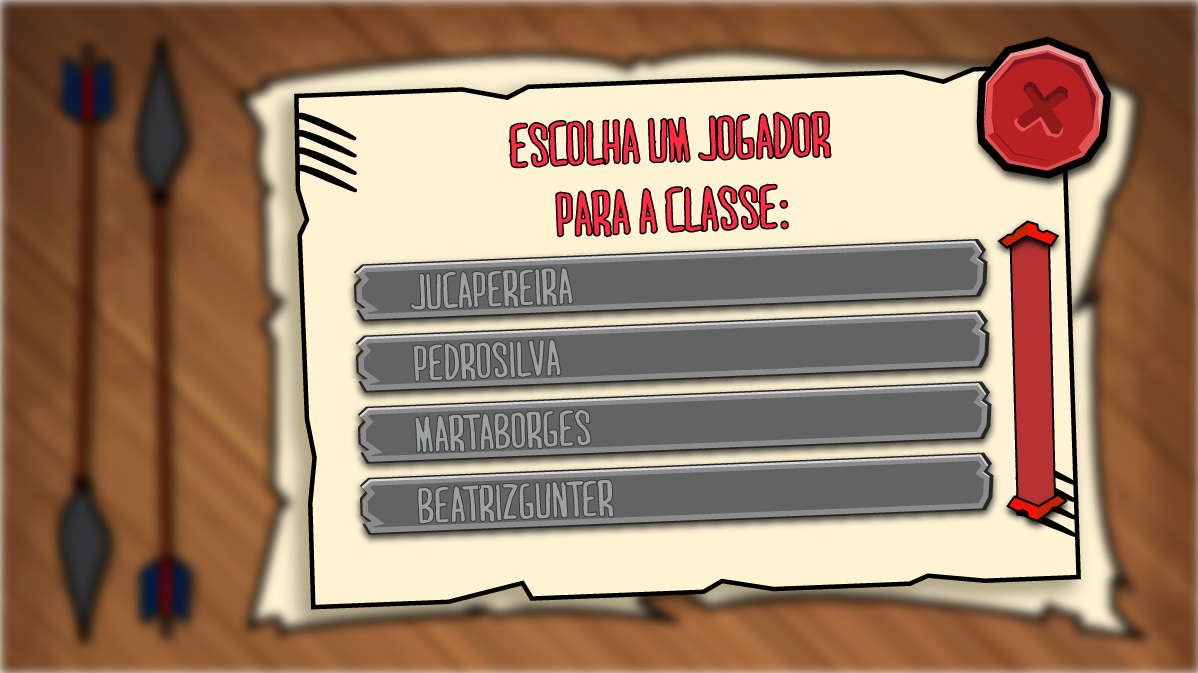 ESCOLHA UM JOGADOR
PARA A CLASSE:
JUCAPEREIRA
PEDROSILVA
MARTABORGES
BEATRIZGUNTER